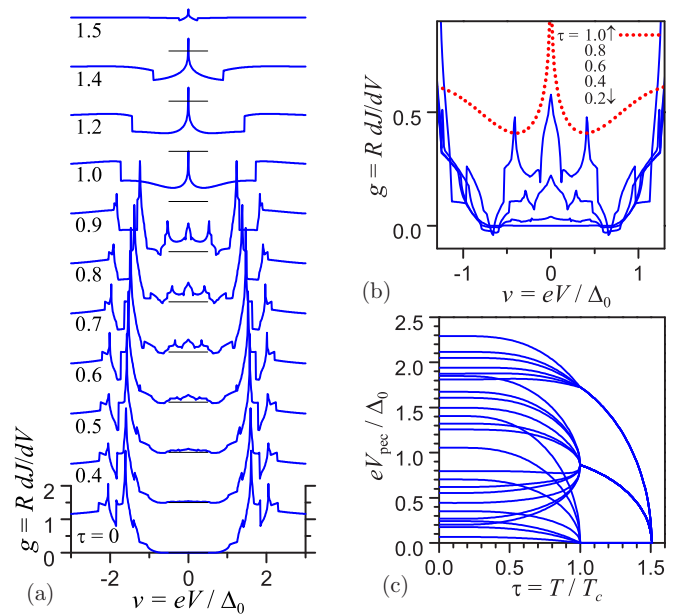 1.5
1.4
1.2
1.0
0.9
0.8
0.7
0.6
0.5
0.4
τ=0
2
1
0
g = R dJ/dV
-2 0 2
v = eV / Δ0
(a)
τ = 1.0↑
0.8
0.6
0.4
0.2↓
0.5
0.0
g = R dJ/dV
-1 0 1
v = eV / Δ0
(b)
2.5
2.0
1.5
1.0
0.5
0.0
eVpec / Δ0
0.0 0.5 1.0 1.5
τ = T / Tc
(c)